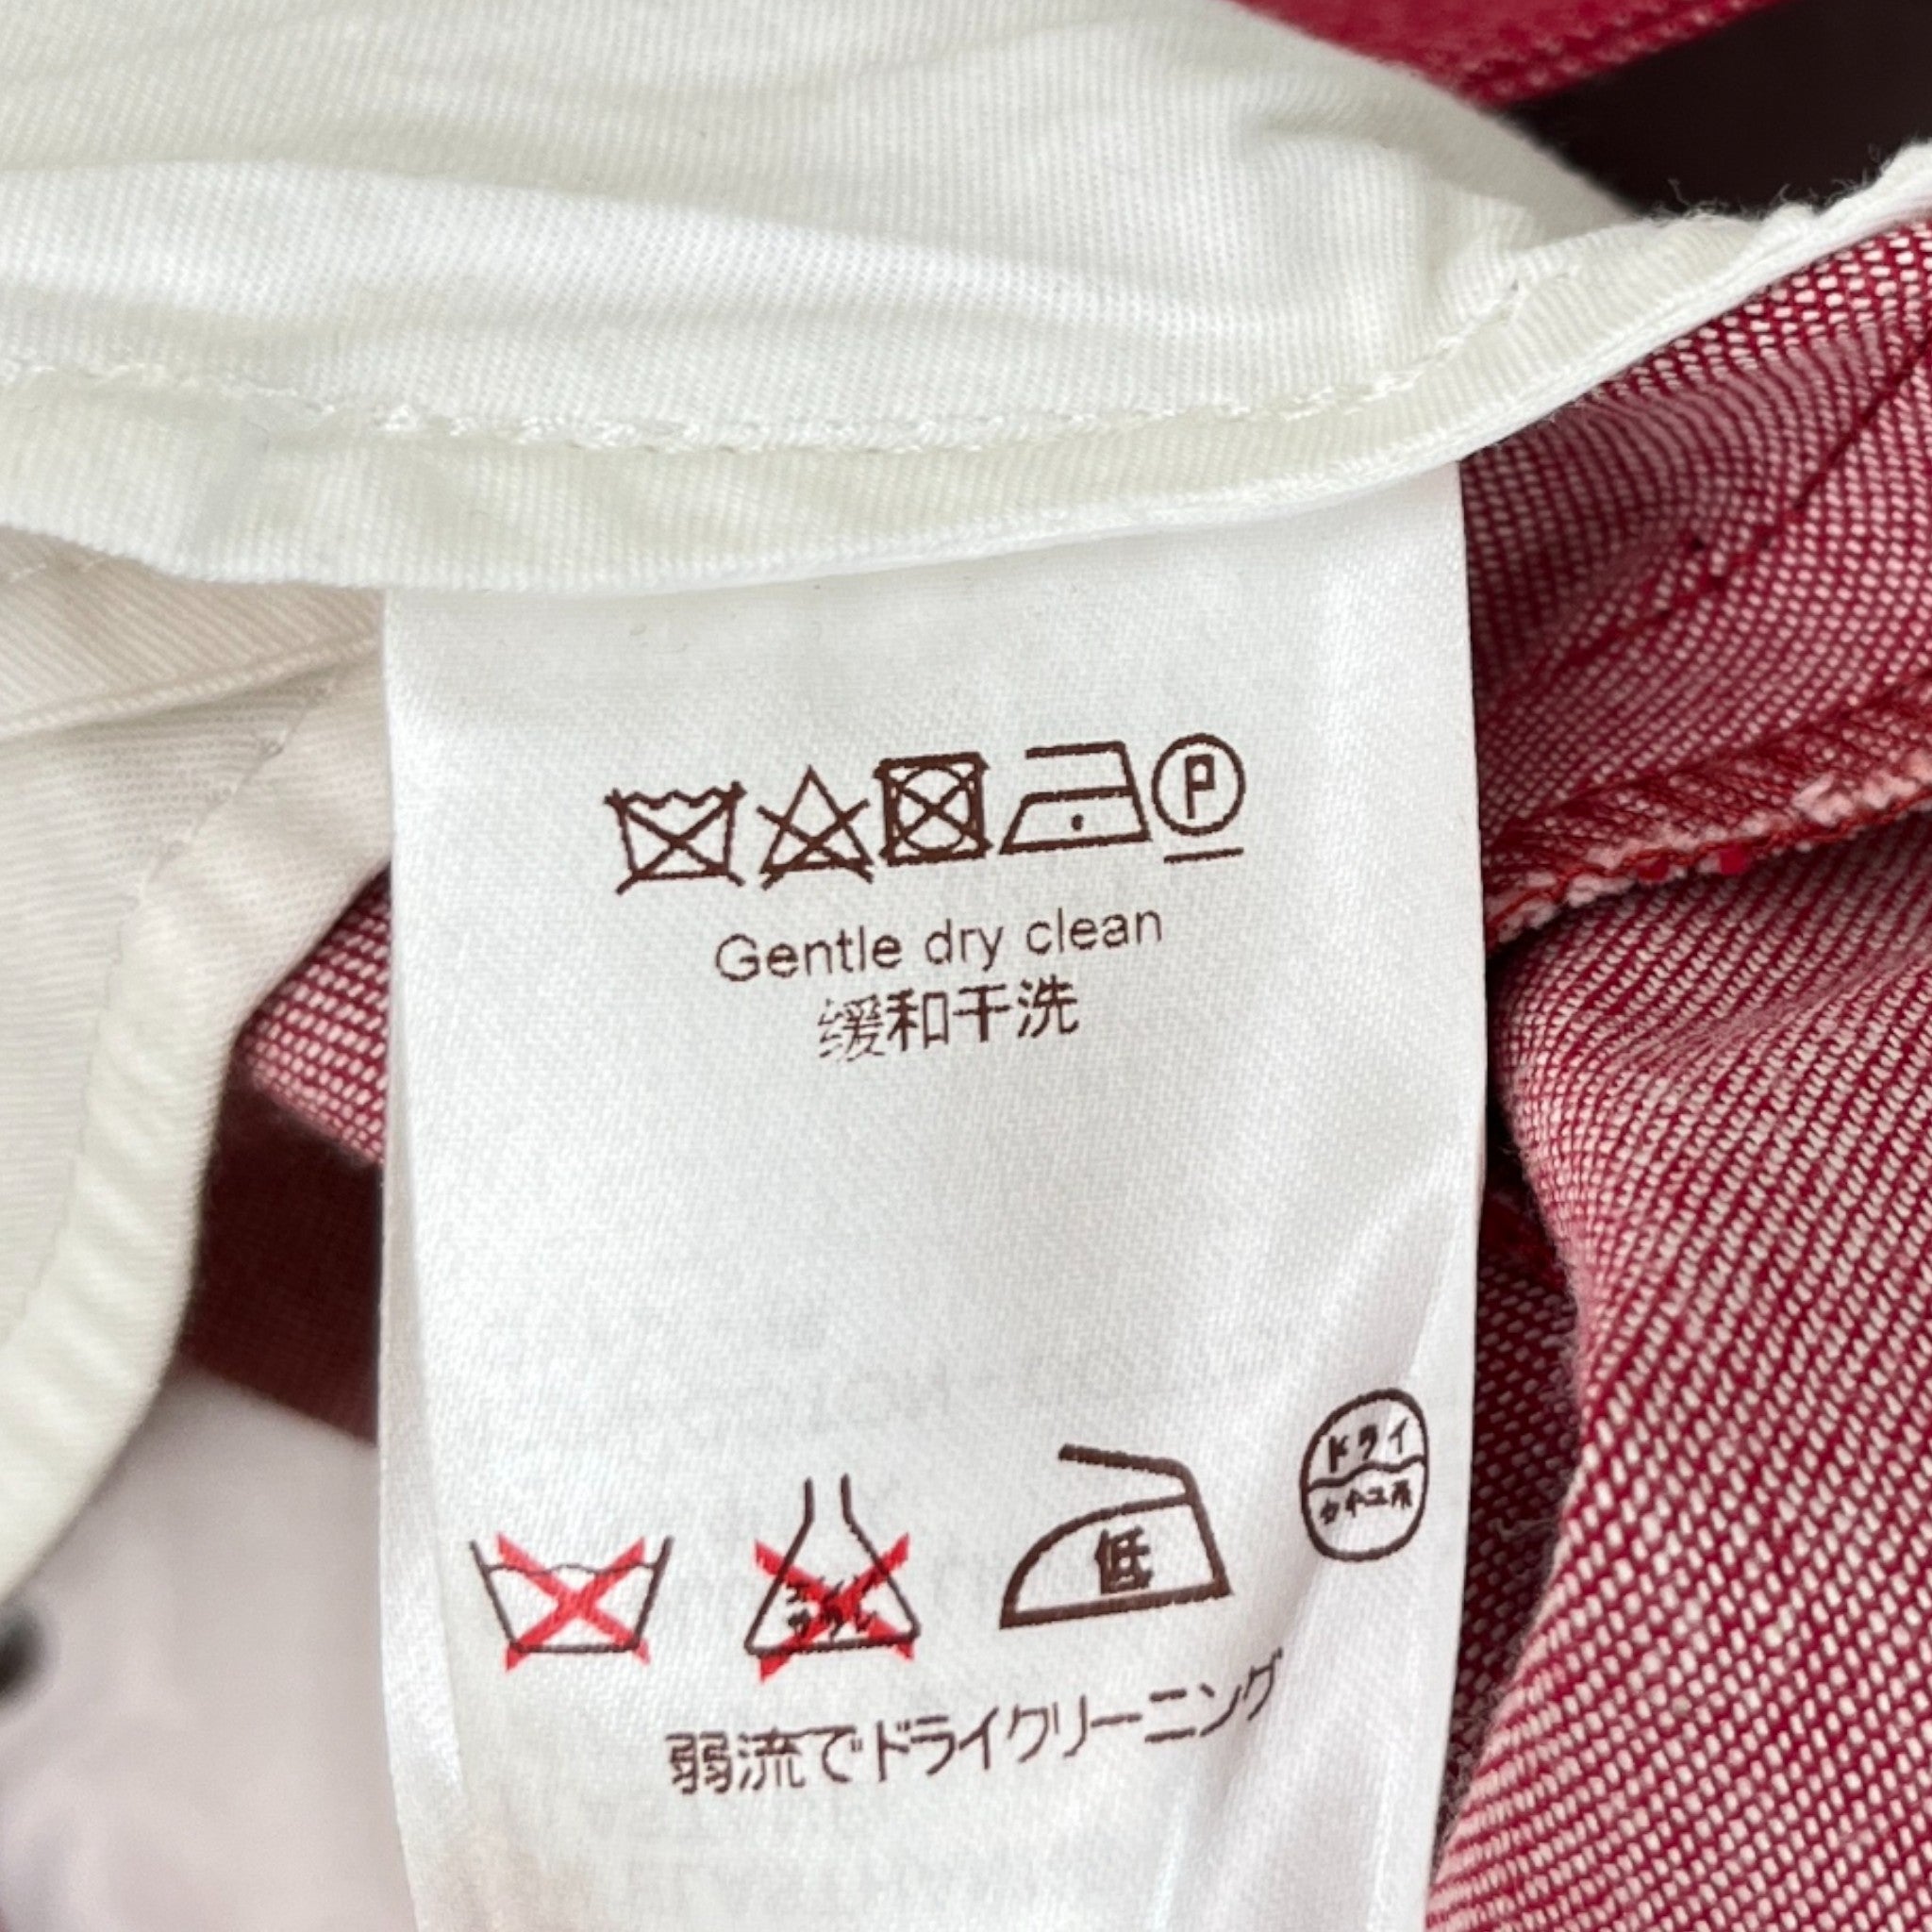 P
Gentle dry clean
缓和干洗
ドライ
低
弱流でドライクリーニング